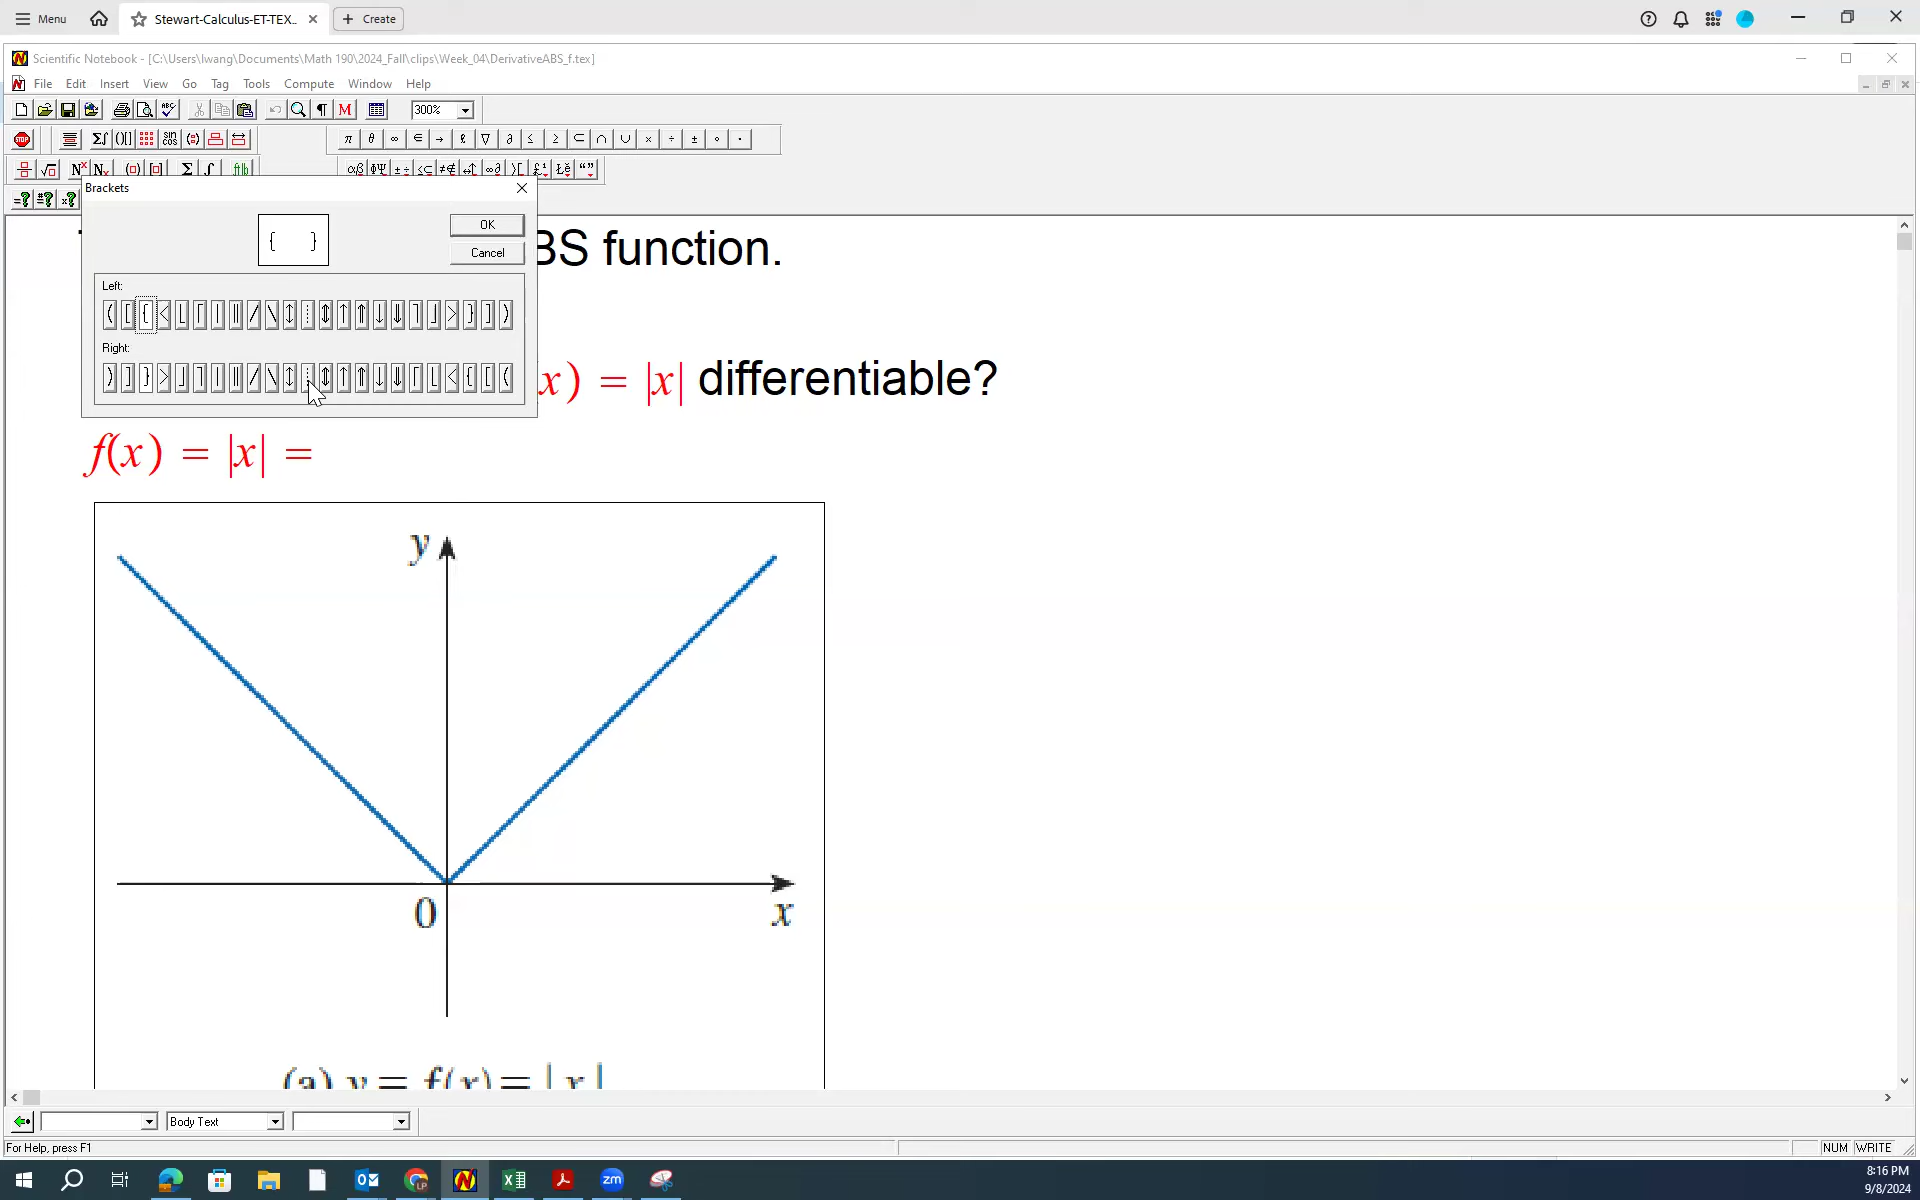 Menu
Stewart-Calculus-ET-TEX...
Create
Scientific Notebook - [C:\Users\lwang\Documents\Math 190\2024_Fall\clips\Week_04\DerivativeABS_f.tex]
File Edit Insert View Go Tag Tools Compute Window Help
300%
π θ ∞ ∈ → ℓ ∇ ∂ ≤ ≥ ⊂ ∩ ∪ × ÷ ± ∘ ·
Brackets
{ }
OK
Cancel
Left:
Right:
BS function.
x) = |x| differentiable?
f(x) = |x| =
y
0
x
(a) y = f(x) = | x |
Body Text
For Help, press F1
NUM WRITE
8:16 PM
9/8/2024